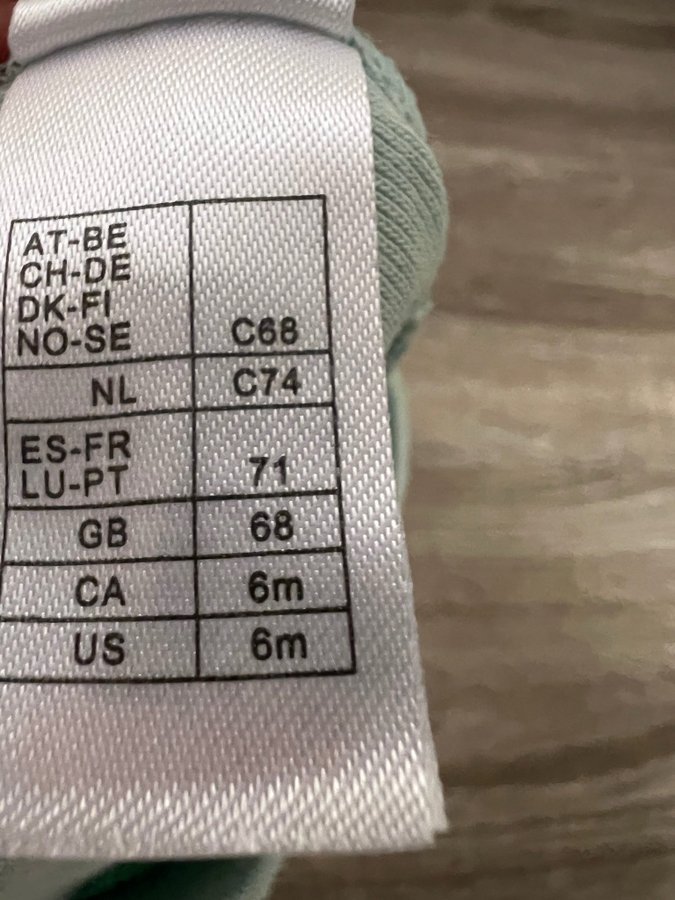 AT-BE
CH-DE
DK-FI
NO-SE C68
NL C74
ES-FR
LU-PT 71
GB 68
CA 6m
US 6m